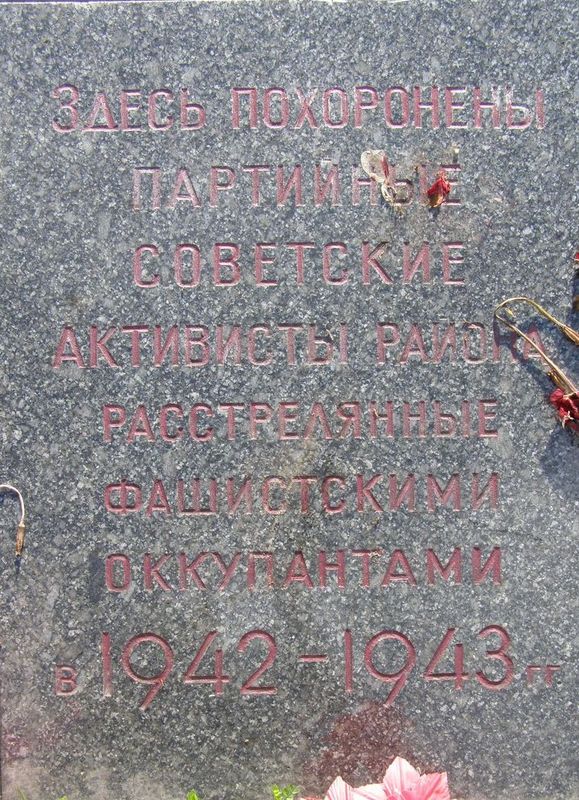 ЗДЕСЬ ПОХОРОНЕНЫ
ПАРТИЙНЫЕ
СОВЕТСКИЕ
АКТИВИСТЫ РАЙОНА
РАССТРЕЛЯННЫЕ
ФАШИСТСКИМИ
ОККУПАНТАМИ
В 1942-1943 ГГ